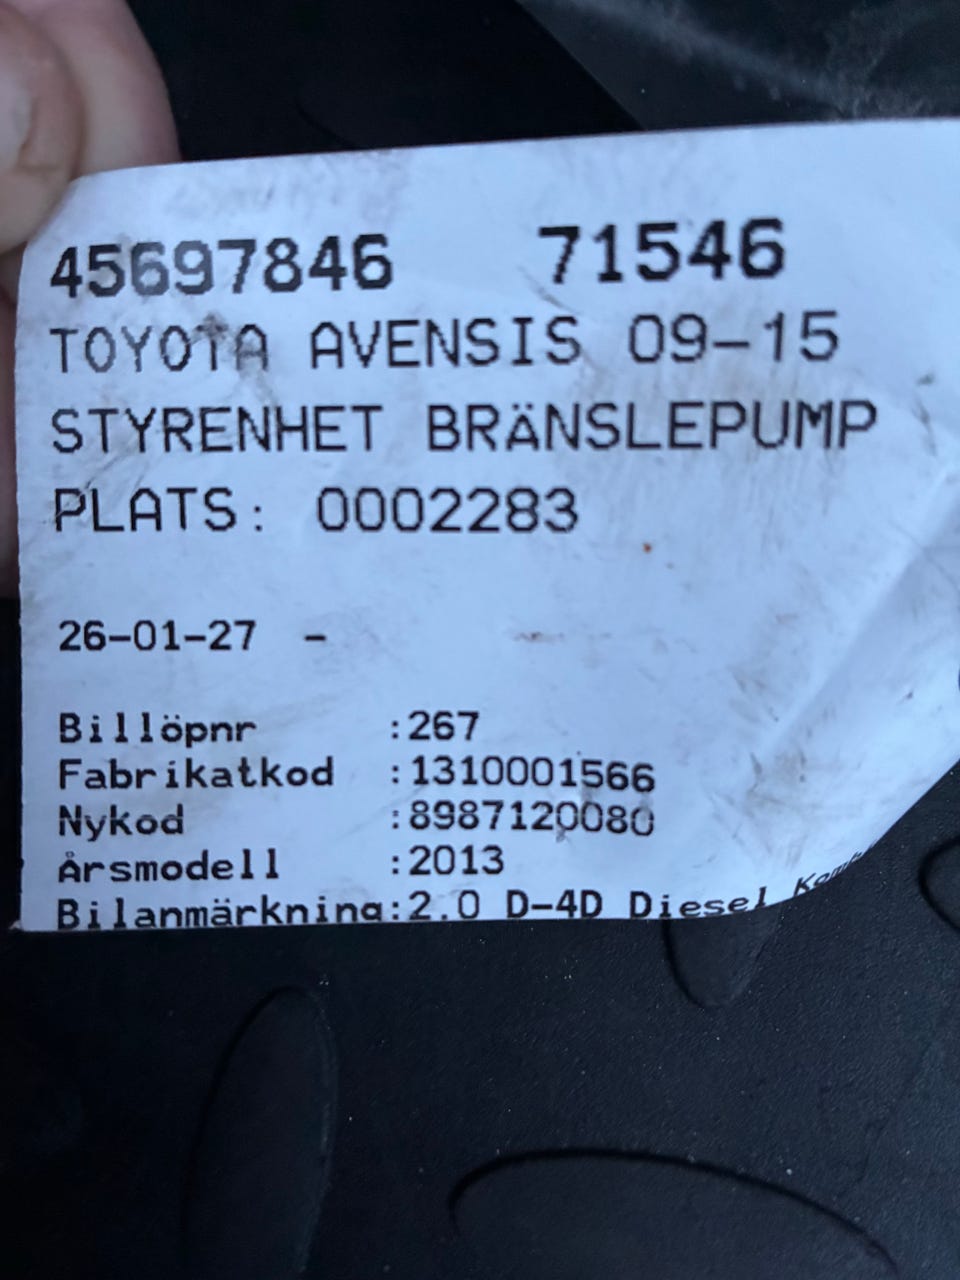 45697846 71546
TOYOTA AVENSIS 09-15
STYRENHET BRÄNSLEPUMP
PLATS: 0002283
26-01-27 -
Billöpnr :267
Fabrikatkod :1310001566
Nykod :8987120080
Årsmodell :2013
Bilanmärkning:2.0 D-4D Diesel Kombi